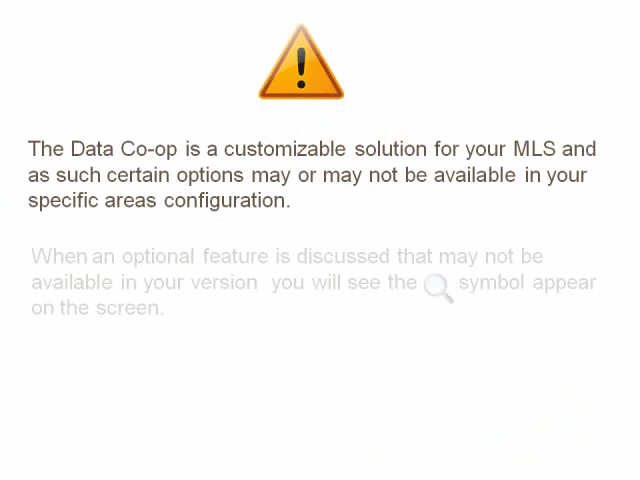 The Data Co-op is a customizable solution for your MLS and
as such certain options may or may not be available in your
specific areas configuration.
When an optional feature is discussed that may not be
available in your version you will see the symbol appear
on the screen.